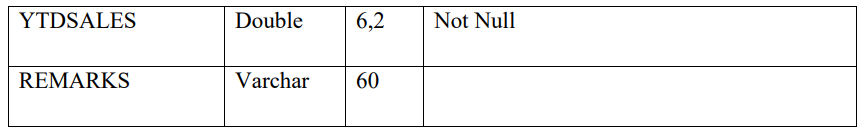 YTDSALES Double 6,2 Not Null
REMARKS Varchar 60